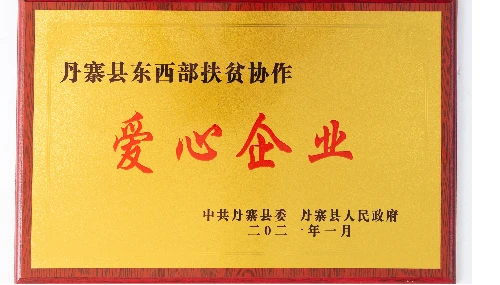 丹寨县东西部扶贫协作
爱心企业
中共丹寨县委 丹寨县人民政府
二〇二一年一月